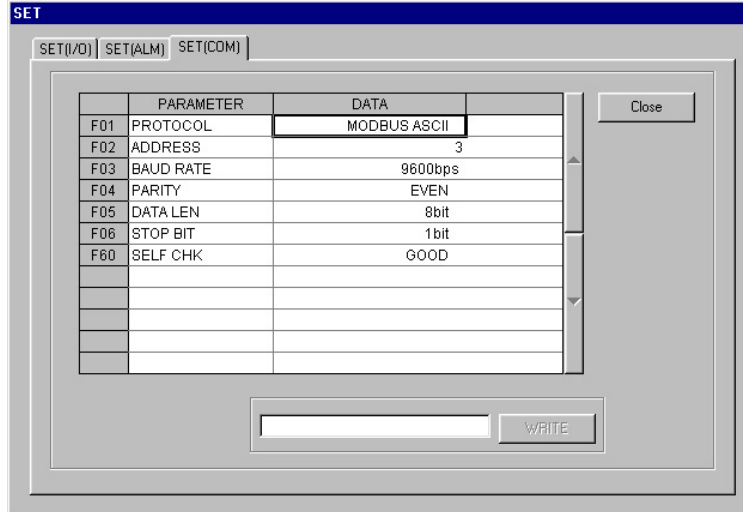 SET
SET(I/O) SET(ALM) SET(COM)
PARAMETER DATA
Close
F01 PROTOCOL MODBUS ASCII
F02 ADDRESS 3
F03 BAUD RATE 9600bps
F04 PARITY EVEN
F05 DATA LEN 8bit
F06 STOP BIT 1bit
F60 SELF CHK GOOD
WRITE